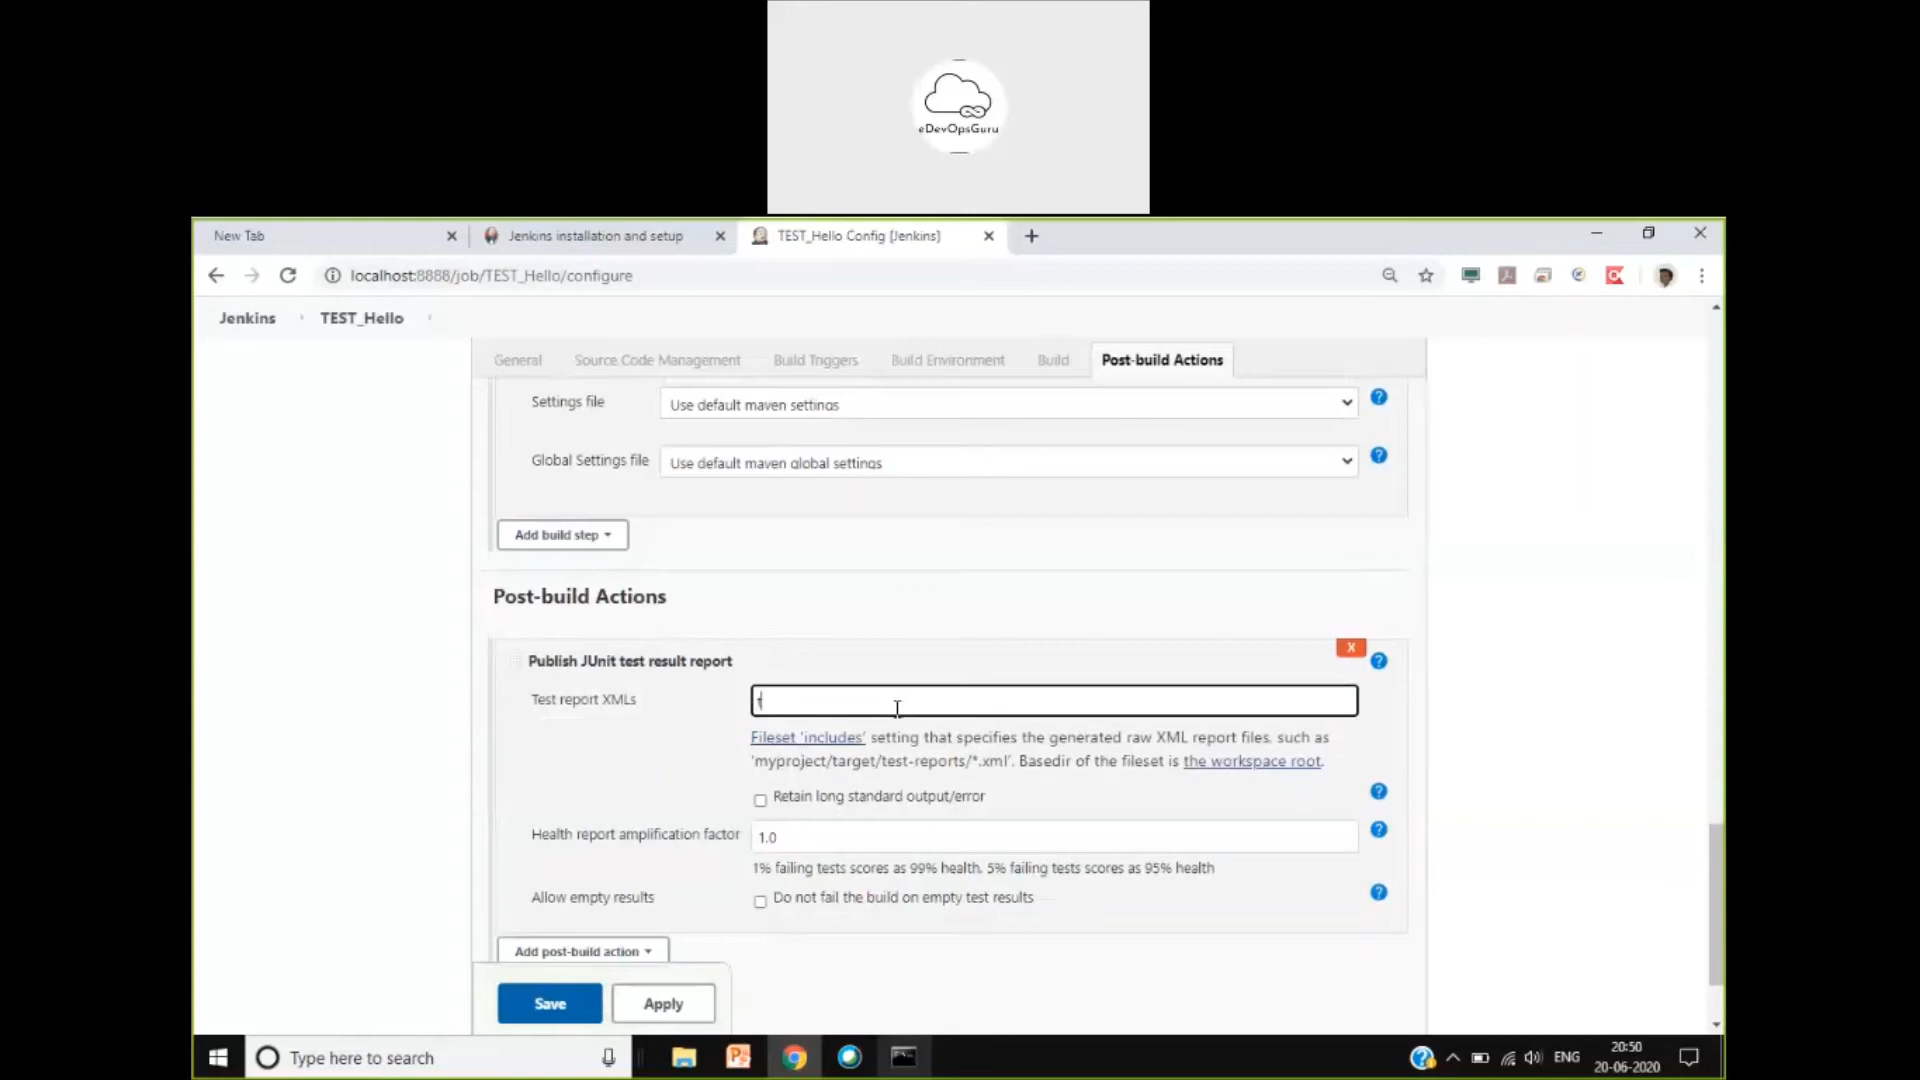 eDevOpsGuru
New Tab
Jenkins installation and setup
TEST_Hello Config [Jenkins]
localhost:8888/job/TEST_Hello/configure
Jenkins
TEST_Hello
General
Source Code Management
Build Triggers
Build Environment
Build
Post-build Actions
Settings file
Use default maven settings
Global Settings file
Use default maven global settings
Add build step
Post-build Actions
X
Publish JUnit test result report
Test report XMLs
t
Fileset 'includes' setting that specifies the generated raw XML report files, such as
'myproject/target/test-reports/*.xml'. Basedir of the fileset is the workspace root.
Retain long standard output/error
Health report amplification factor
1.0
1% failing tests scores as 99% health. 5% failing tests scores as 95% health
Allow empty results
Do not fail the build on empty test results
Add post-build action
Save
Apply
Type here to search
ENG
20:50
20-06-2020